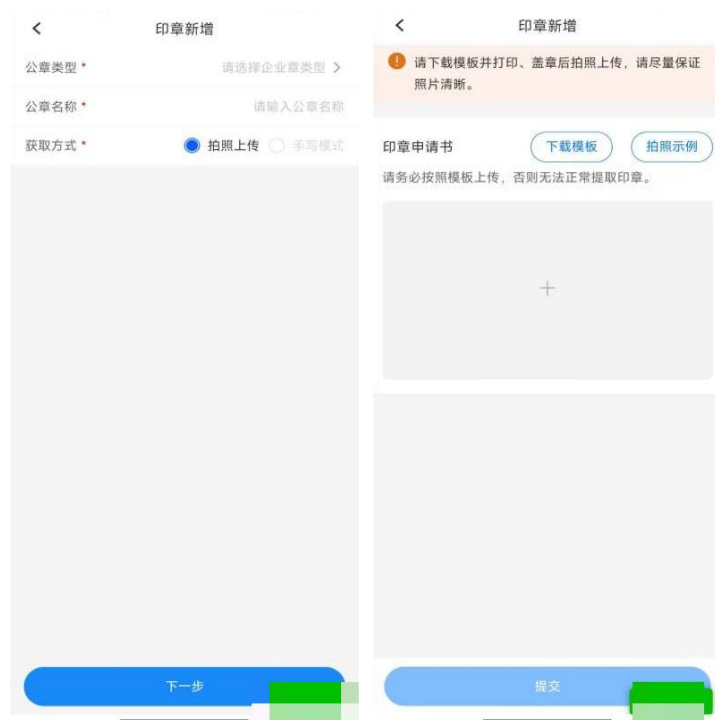 印章新增
公章类型 *
请选择企业章类型
公章名称 *
请输入公章名称
获取方式 *
拍照上传
手写模式
下一步
印章新增
请下载模板并打印、盖章后拍照上传，请尽量保证
照片清晰。
印章申请书
下载模板
拍照示例
请务必按照模板上传，否则无法正常提取印章。
提交